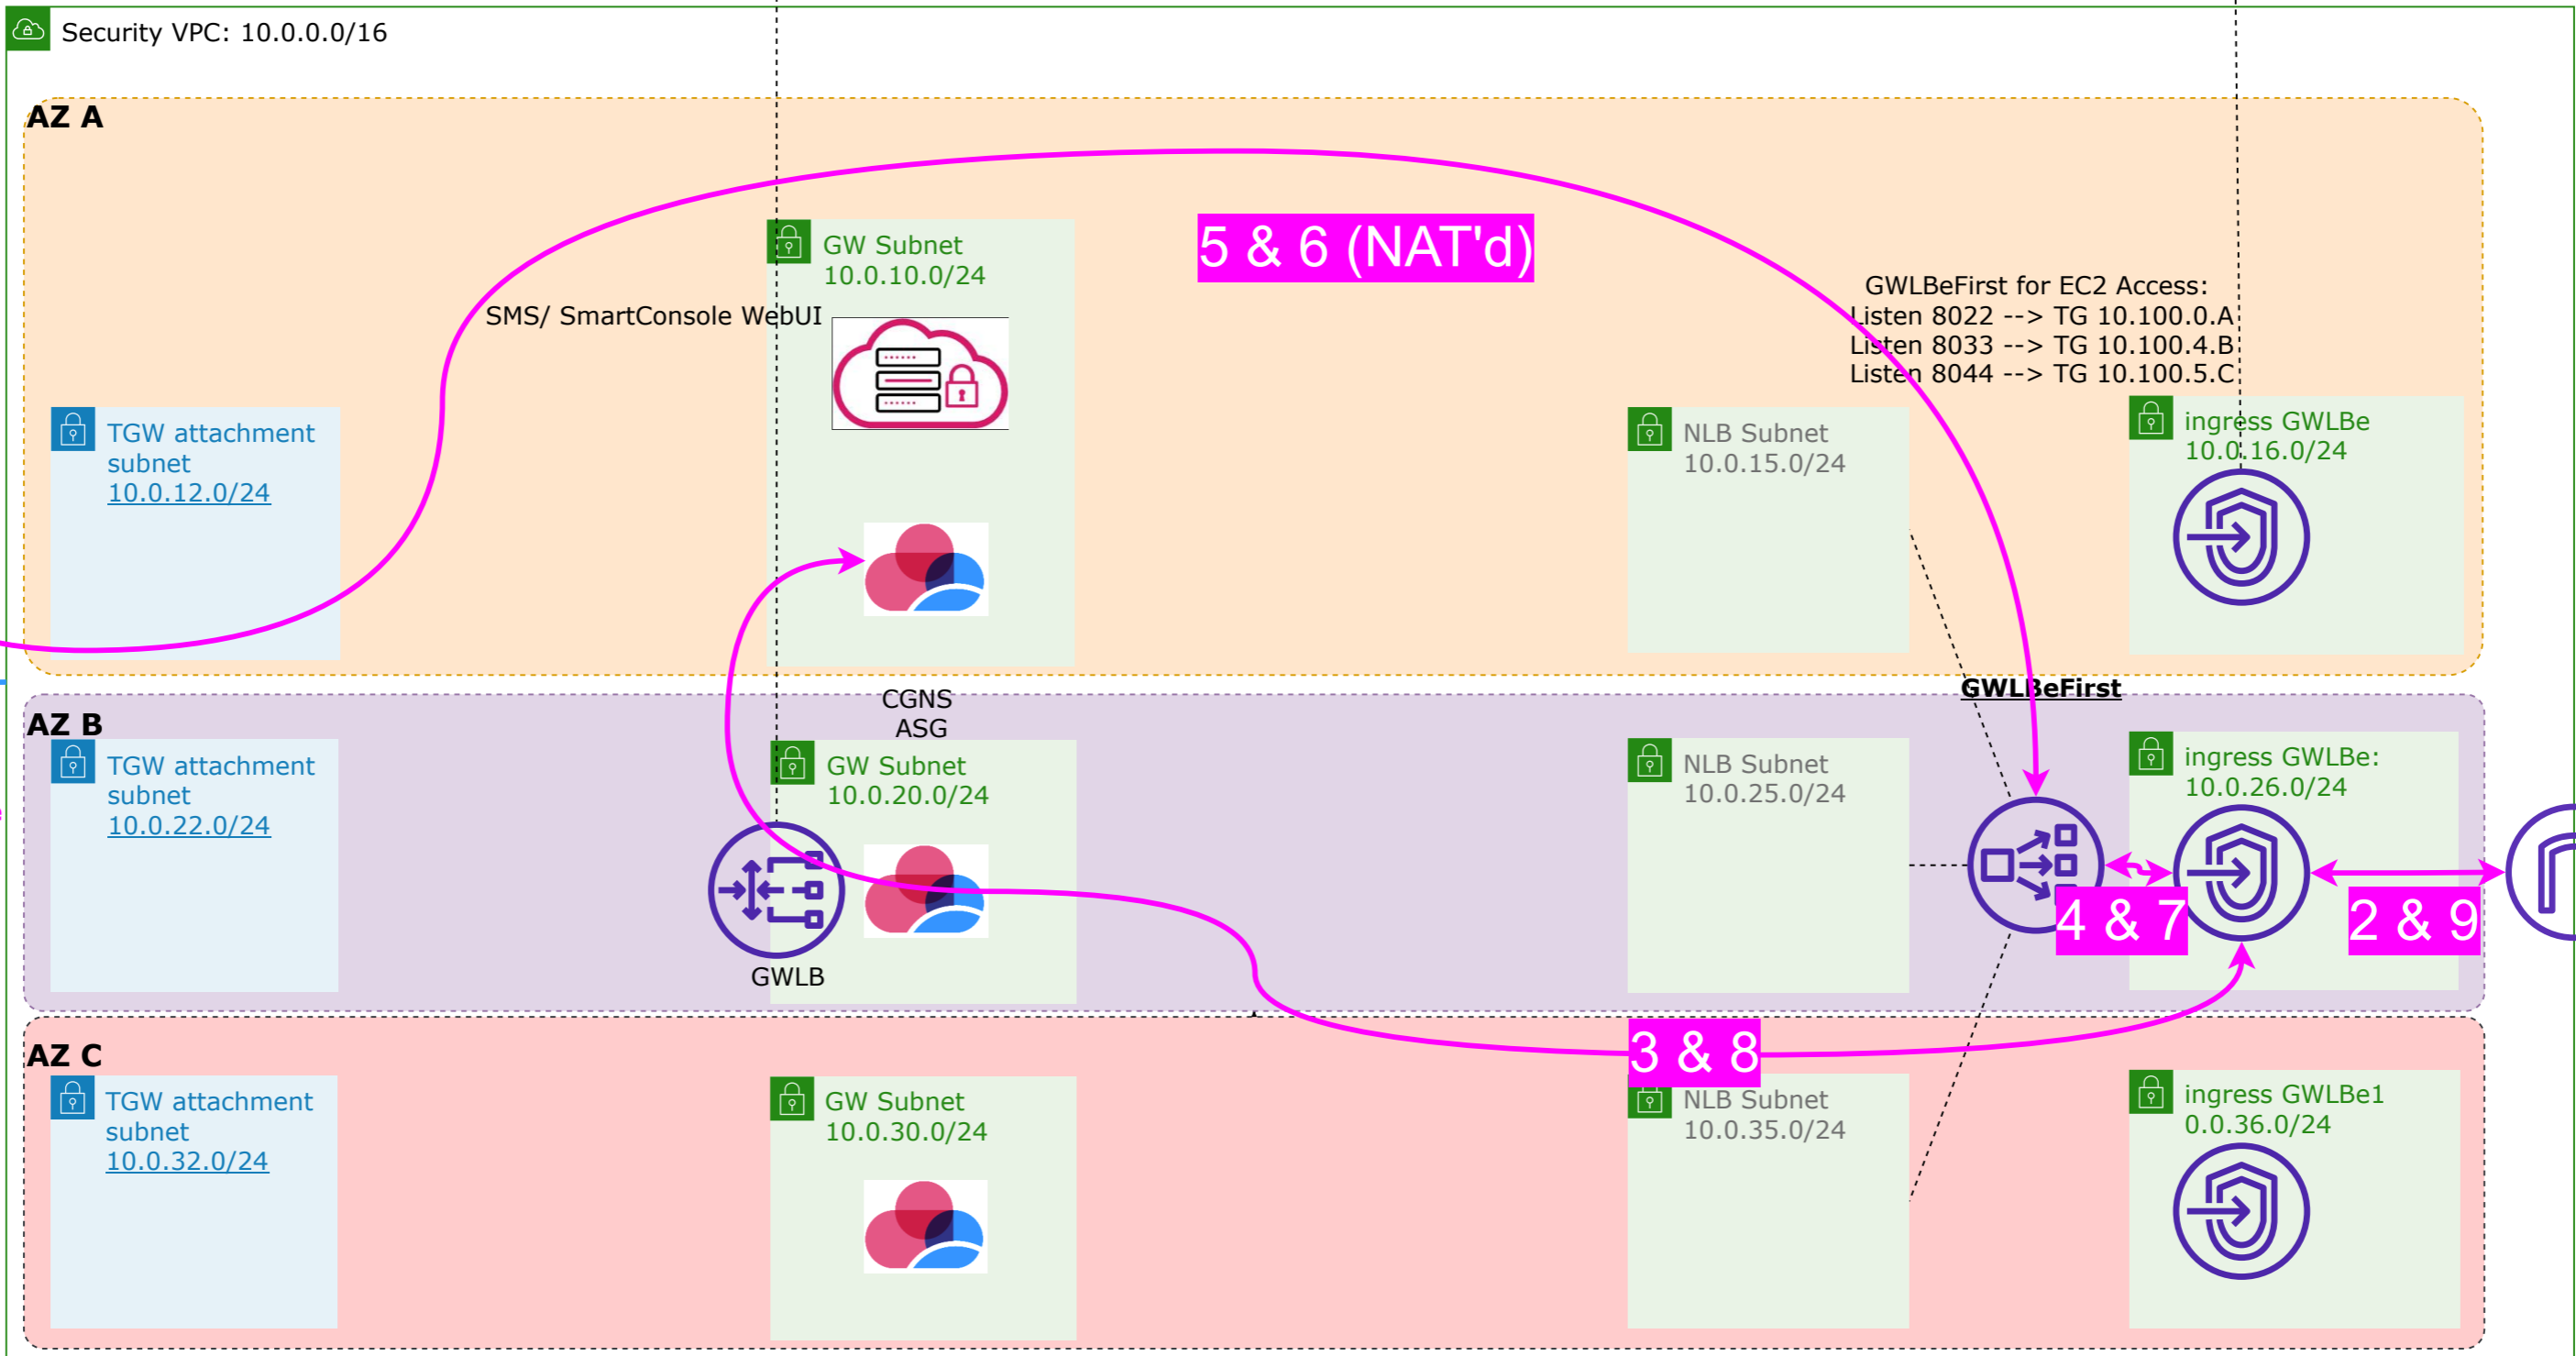 Security VPC: 10.0.0.0/16
AZ A
GW Subnet
10.0.10.0/24
5 & 6 (NAT'd)
SMS/ SmartConsole WebUI
GWLBeFirst for EC2 Access:
Listen 8022 --> TG 10.100.0.A
Listen 8033 --> TG 10.100.4.B
Listen 8044 --> TG 10.100.5.C
TGW attachment
subnet
10.0.12.0/24
NLB Subnet
10.0.15.0/24
ingress GWLBe
10.0.16.0/24
GWLBeFirst
AZ B
CGNS
ASG
TGW attachment
subnet
10.0.22.0/24
GW Subnet
10.0.20.0/24
NLB Subnet
10.0.25.0/24
ingress GWLBe:
10.0.26.0/24
4 & 7
2 & 9
GWLB
AZ C
3 & 8
TGW attachment
subnet
10.0.32.0/24
GW Subnet
10.0.30.0/24
NLB Subnet
10.0.35.0/24
ingress GWLBe1
0.0.36.0/24